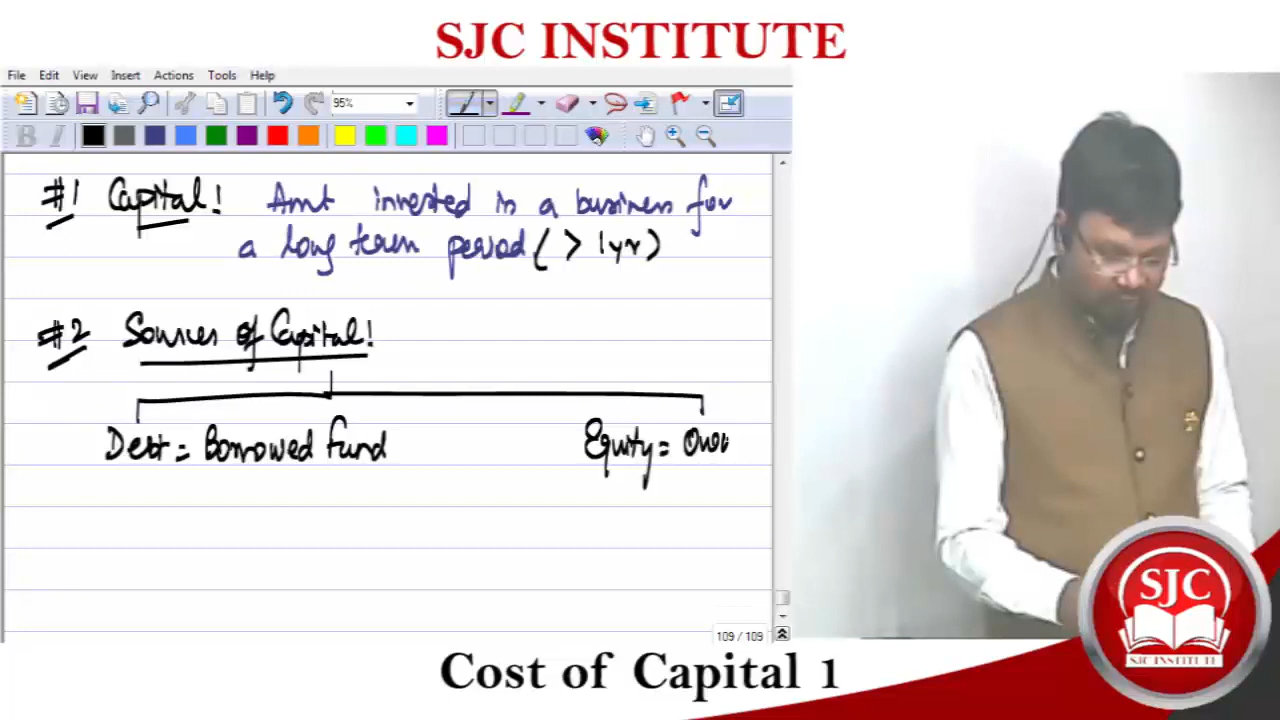 SJC INSTITUTE
File Edit View Insert Actions Tools Help
95%
B I
#1 Capital! Amt invested in a business for
a long term period ( > 1yr)
#2 Sources of Capital!
Debt = Borrowed fund
Equity = Own
109 / 109
SJC
SJC INSTITUTE
Cost of Capital 1